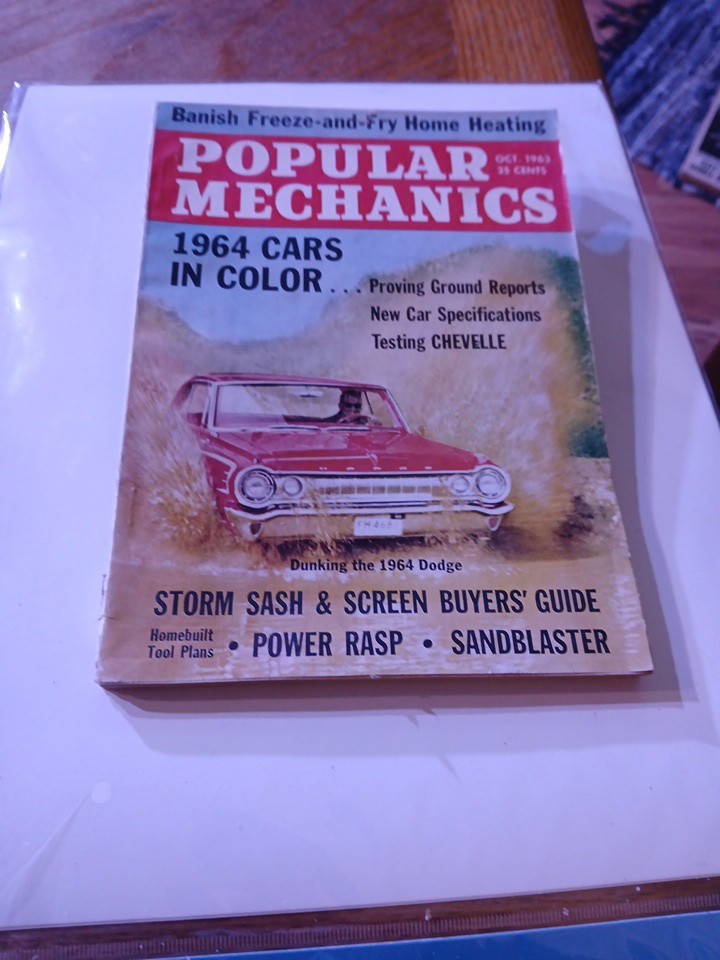 Banish Freeze-and-Fry Home Heating
POPULAR
OCT. 1963
35 CENTS
MECHANICS
1964 CARS
IN COLOR ... Proving Ground Reports
New Car Specifications
Testing CHEVELLE
DODGE
Dunking the 1964 Dodge
STORM SASH & SCREEN BUYERS' GUIDE
Homebuilt
Tool Plans
• POWER RASP • SANDBLASTER